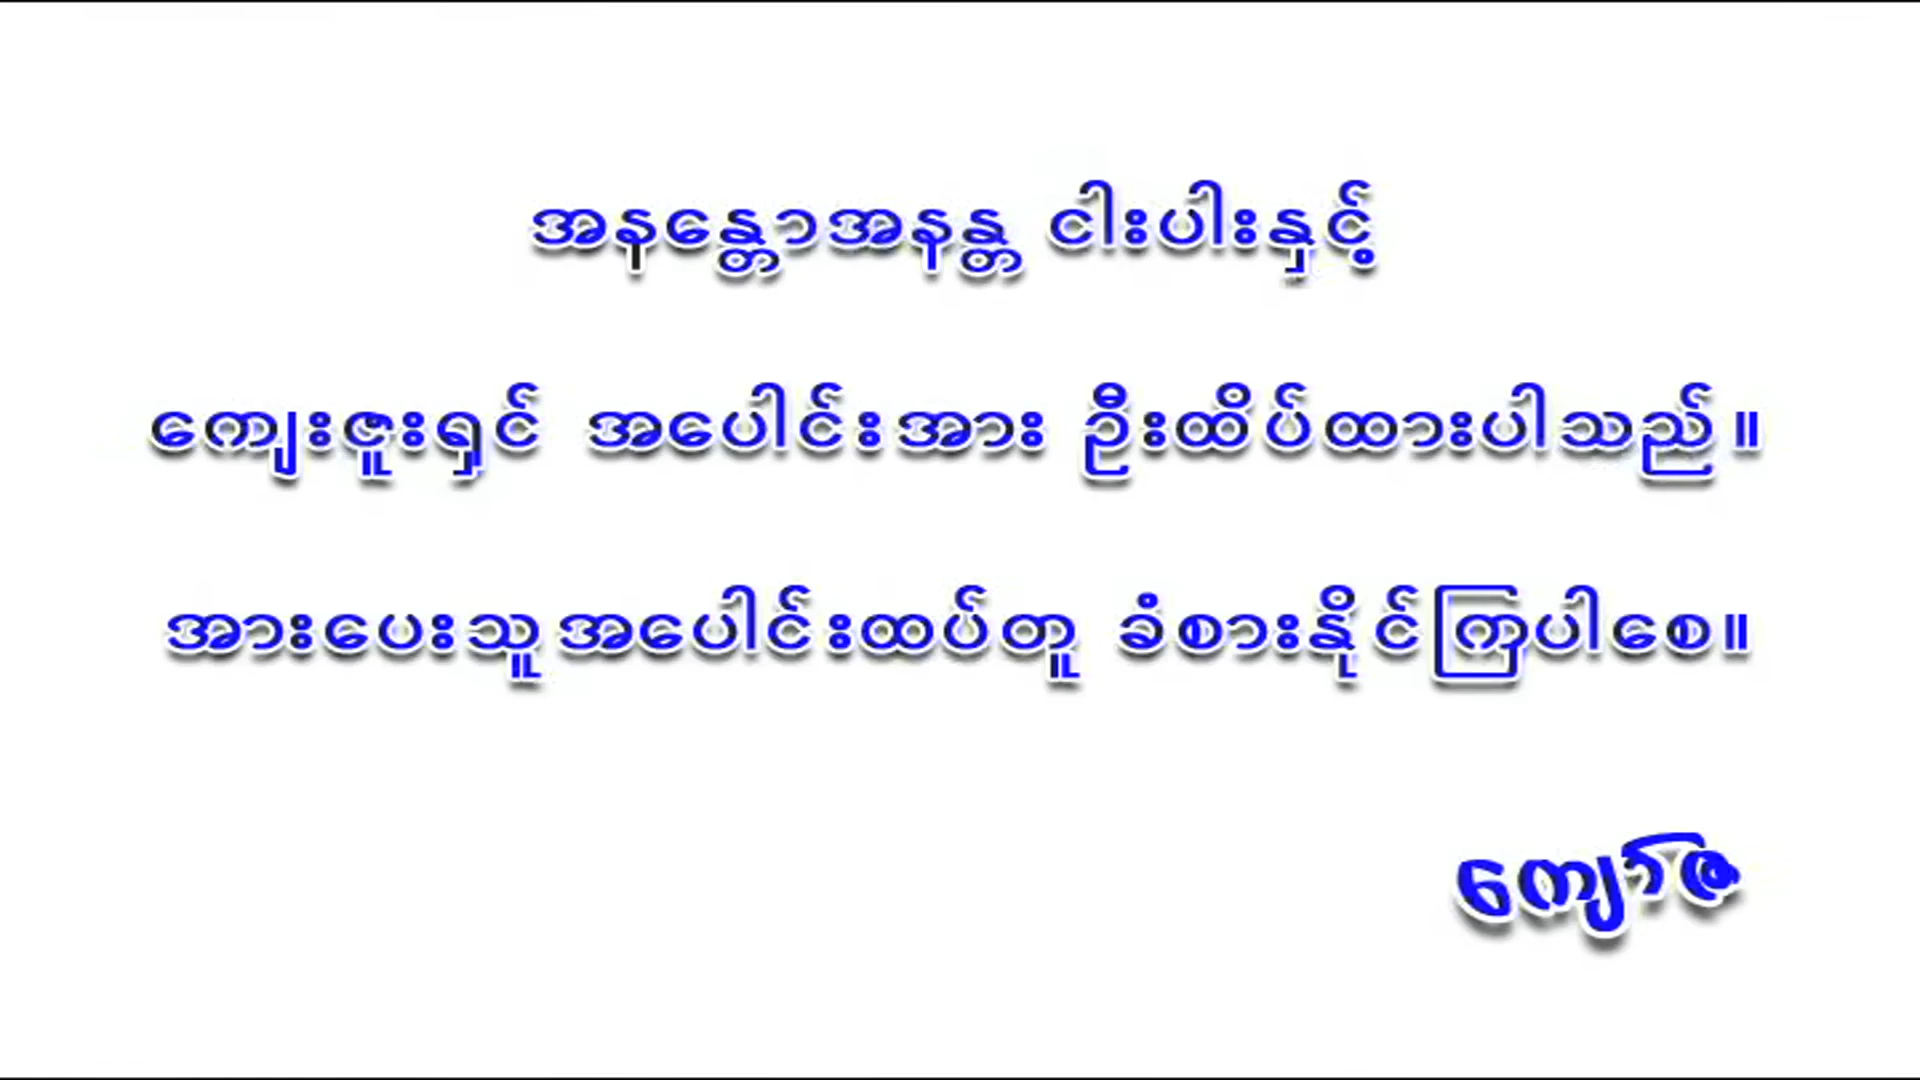 အနန္တောအနန္တ ငါးပါးနှင့်
ကျေးဇူးရှင် အပေါင်းအား ဦးထိပ်ထားပါသည်။
အားပေးသူအပေါင်းထပ်တူ ခံစားနိုင်ကြပါစေ။
ကျော်ဇ